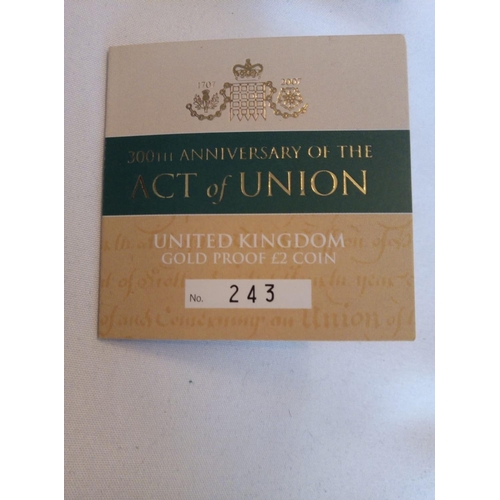 1707 2007
300TH ANNIVERSARY OF THE
ACT of UNION
UNITED KINGDOM
GOLD PROOF £2 COIN
No. 243